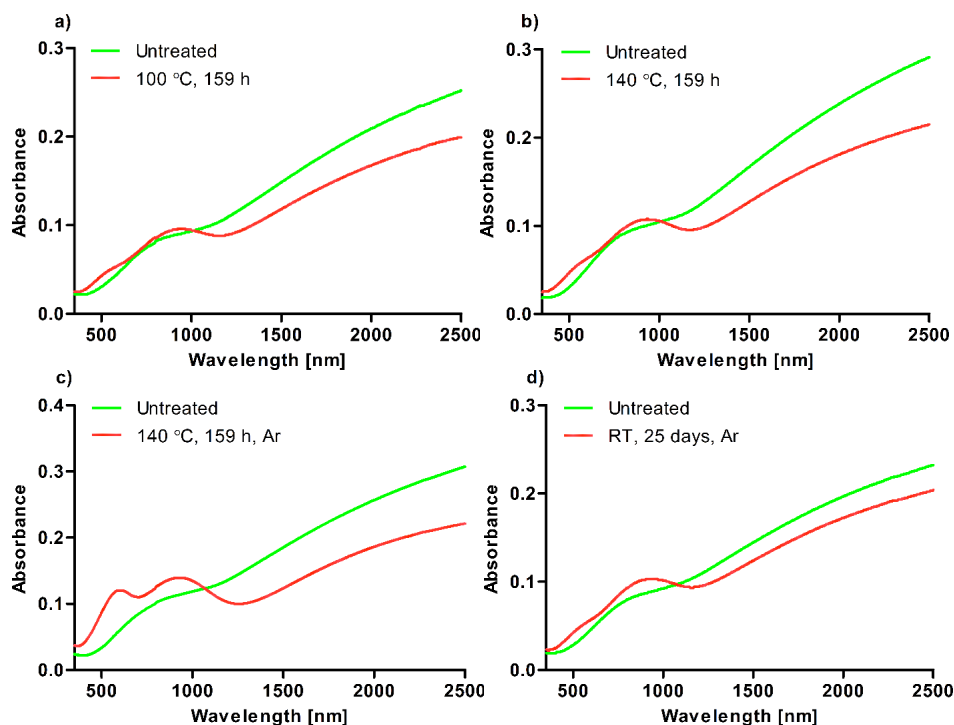 a)
Untreated
100 °C, 159 h
0.3
0.2
0.1
0.0
Absorbance
500
1000
1500
2000
2500
Wavelength [nm]
b)
Untreated
140 °C, 159 h
0.3
0.2
0.1
0.0
Absorbance
500
1000
1500
2000
2500
Wavelength [nm]
c)
Untreated
140 °C, 159 h, Ar
0.4
0.3
0.2
0.1
0.0
Absorbance
500
1000
1500
2000
2500
Wavelength [nm]
d)
Untreated
RT, 25 days, Ar
0.3
0.2
0.1
0.0
Absorbance
500
1000
1500
2000
2500
Wavelength [nm]